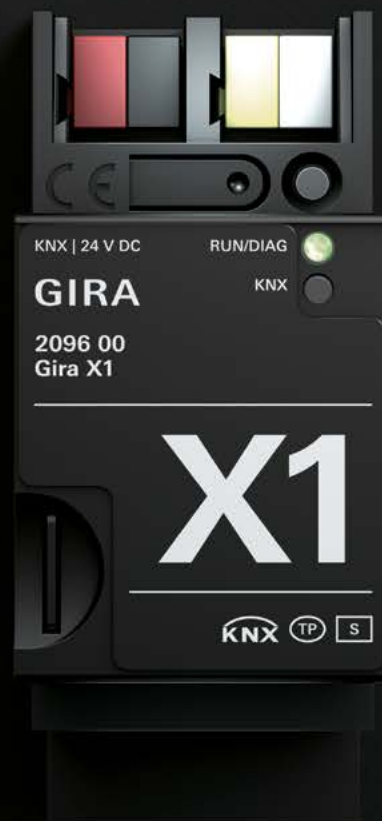 CE
KNX | 24 V DC
RUN/DIAG
GIRA
KNX
2096 00
Gira X1
X1
KNX TP S